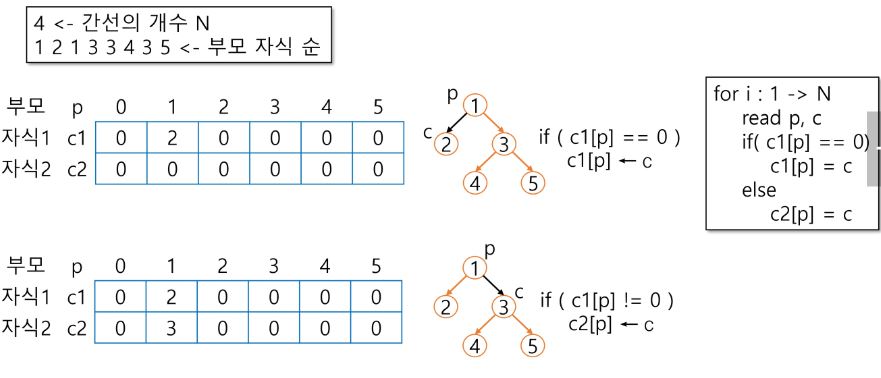 4 <- 간선의 개수 N
1 2 1 3 3 4 3 5 <- 부모 자식 순
부모 p 0 1 2 3 4 5
자식1 c1 0 2 0 0 0 0
자식2 c2 0 0 0 0 0 0
p
1
c
2 3
4 5
if ( c1[p] == 0 )
c1[p] ← c
for i : 1 -> N
read p, c
if( c1[p] == 0)
c1[p] = c
else
c2[p] = c
부모 p 0 1 2 3 4 5
자식1 c1 0 2 0 0 0 0
자식2 c2 0 3 0 0 0 0
p
1
c
2 3
4 5
if ( c1[p] != 0 )
c2[p] ← c